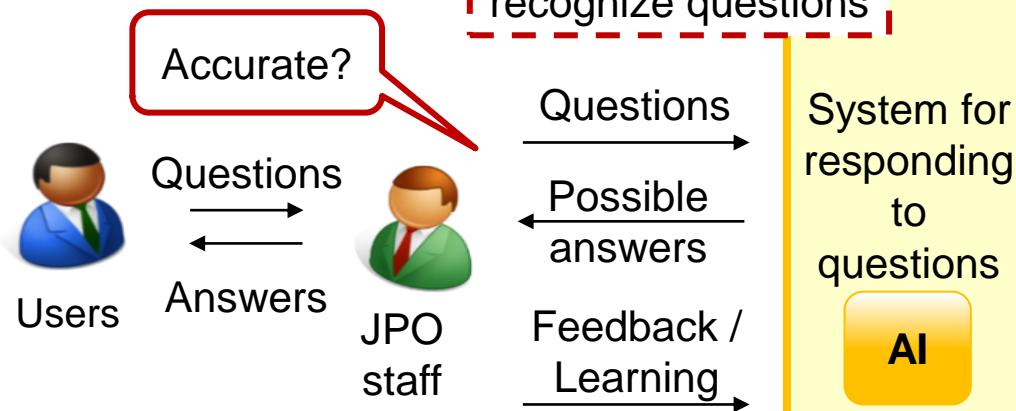 recognize questions
Accurate?
Questions
Answers
Users
JPO
staff
Questions
Possible
answers
Feedback /
Learning
System for
responding
to
questions
AI